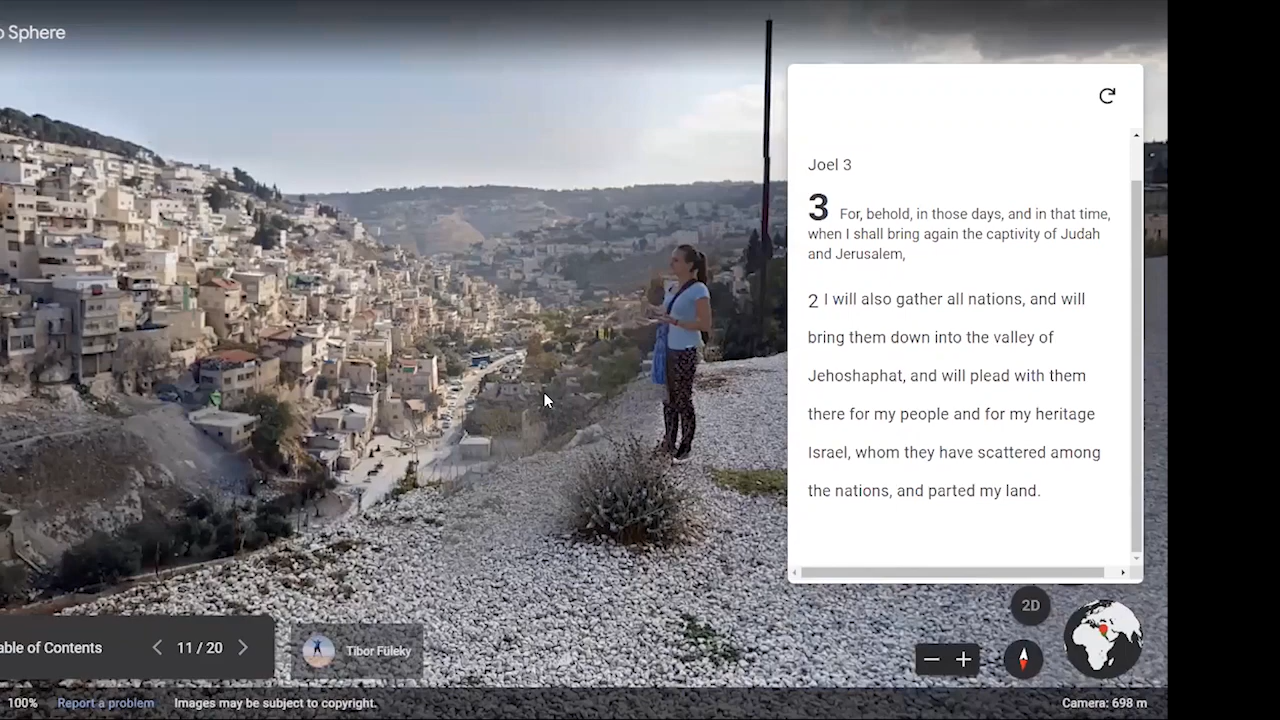 o Sphere
Joel 3
3 For, behold, in those days, and in that time,
when I shall bring again the captivity of Judah
and Jerusalem,
2 I will also gather all nations, and will
bring them down into the valley of
Jehoshaphat, and will plead with them
there for my people and for my heritage
Israel, whom they have scattered among
the nations, and parted my land.
2D
able of Contents
11 / 20
Tibor Füleky
100%
Report a problem
Images may be subject to copyright.
Camera: 698 m